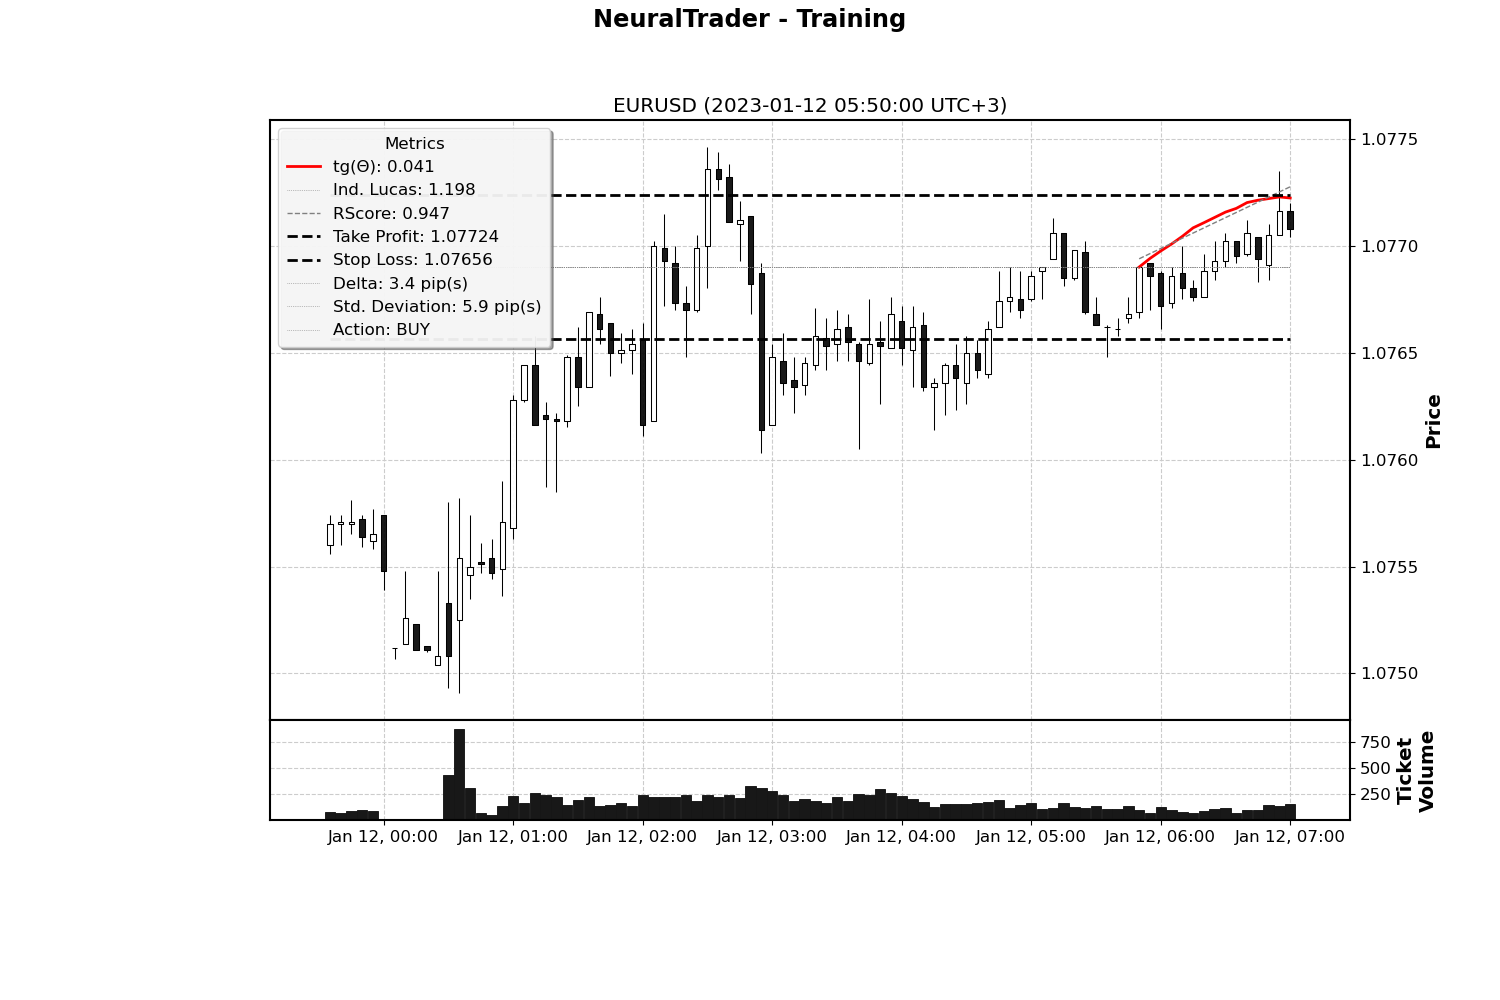 NeuralTrader - Training
EURUSD (2023-01-12 05:50:00 UTC+3)
Metrics
tg(Θ): 0.041
Ind. Lucas: 1.198
RScore: 0.947
Take Profit: 1.07724
Stop Loss: 1.07656
Delta: 3.4 pip(s)
Std. Deviation: 5.9 pip(s)
Action: BUY
1.0775
1.0770
1.0765
1.0760
1.0755
1.0750
Price
750
500
250
Ticket
Volume
Jan 12, 00:00 Jan 12, 01:00 Jan 12, 02:00 Jan 12, 03:00 Jan 12, 04:00 Jan 12, 05:00 Jan 12, 06:00 Jan 12, 07:00